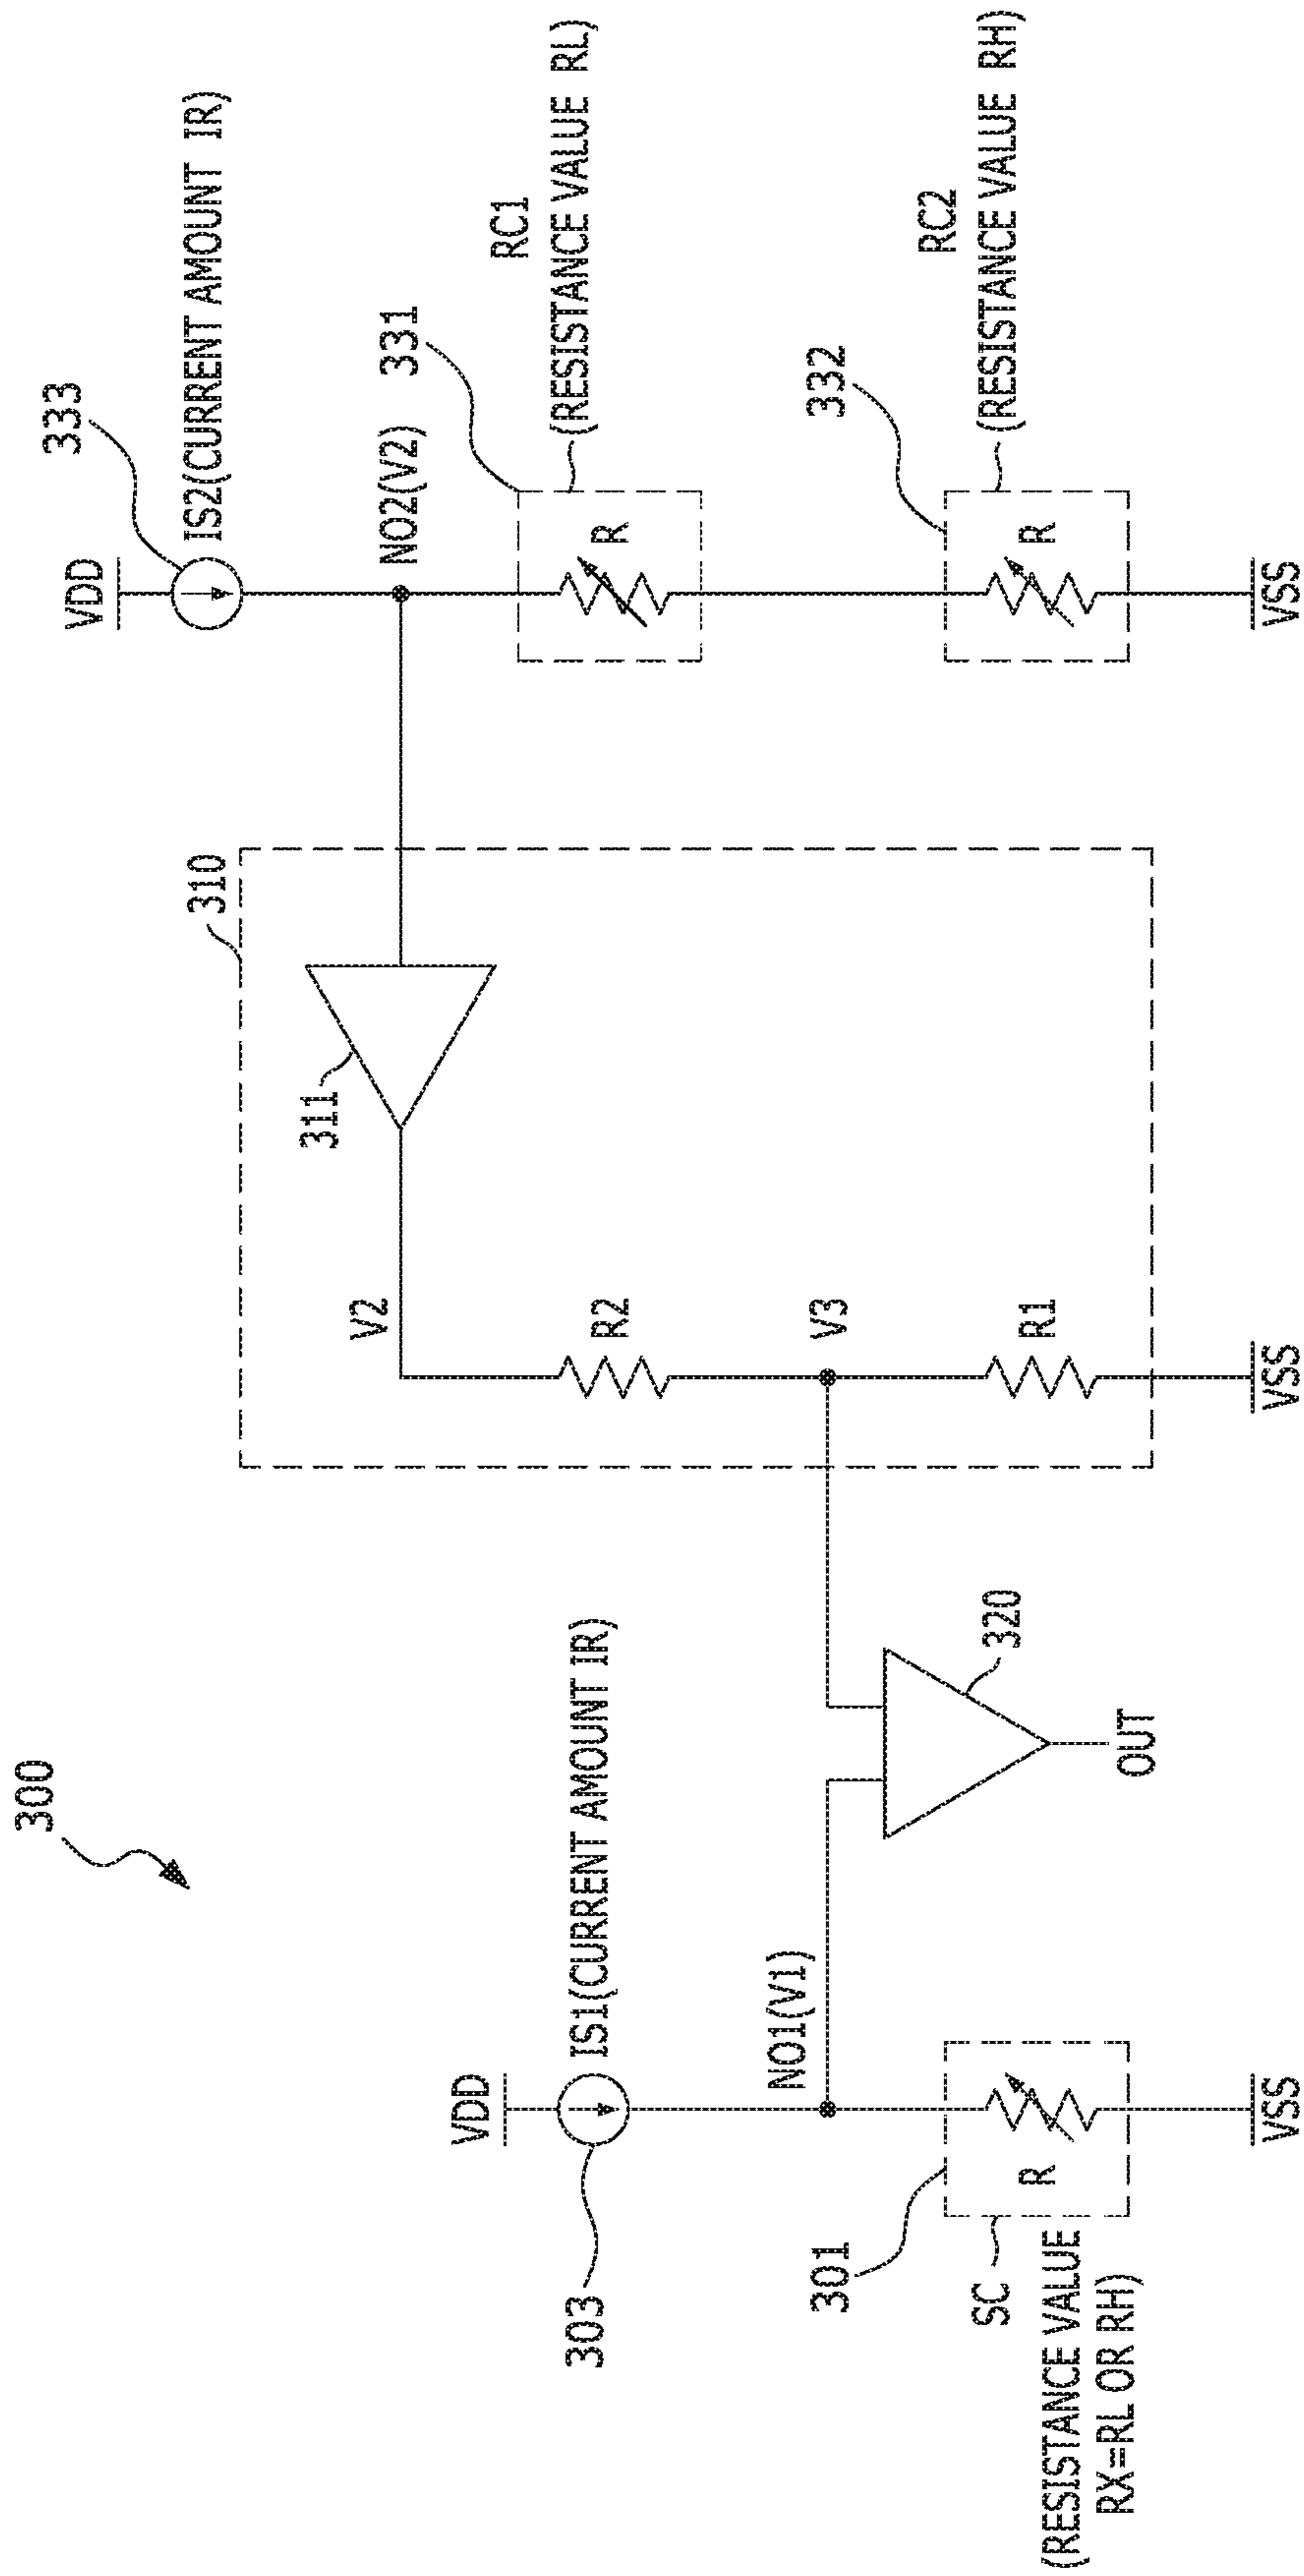 300
VDD
303
IS1(CURRENT AMOUNT IR)
NO1(V1)
301
R
SC
(RESISTANCE VALUE
RX=RL OR RH)
VSS
320
OUT
310
311
V2
R2
V3
R1
VSS
333
VDD
IS2(CURRENT AMOUNT IR)
NO2(V2)
331
R
RC1
(RESISTANCE VALUE RL)
332
R
RC2
(RESISTANCE VALUE RH)
VSS